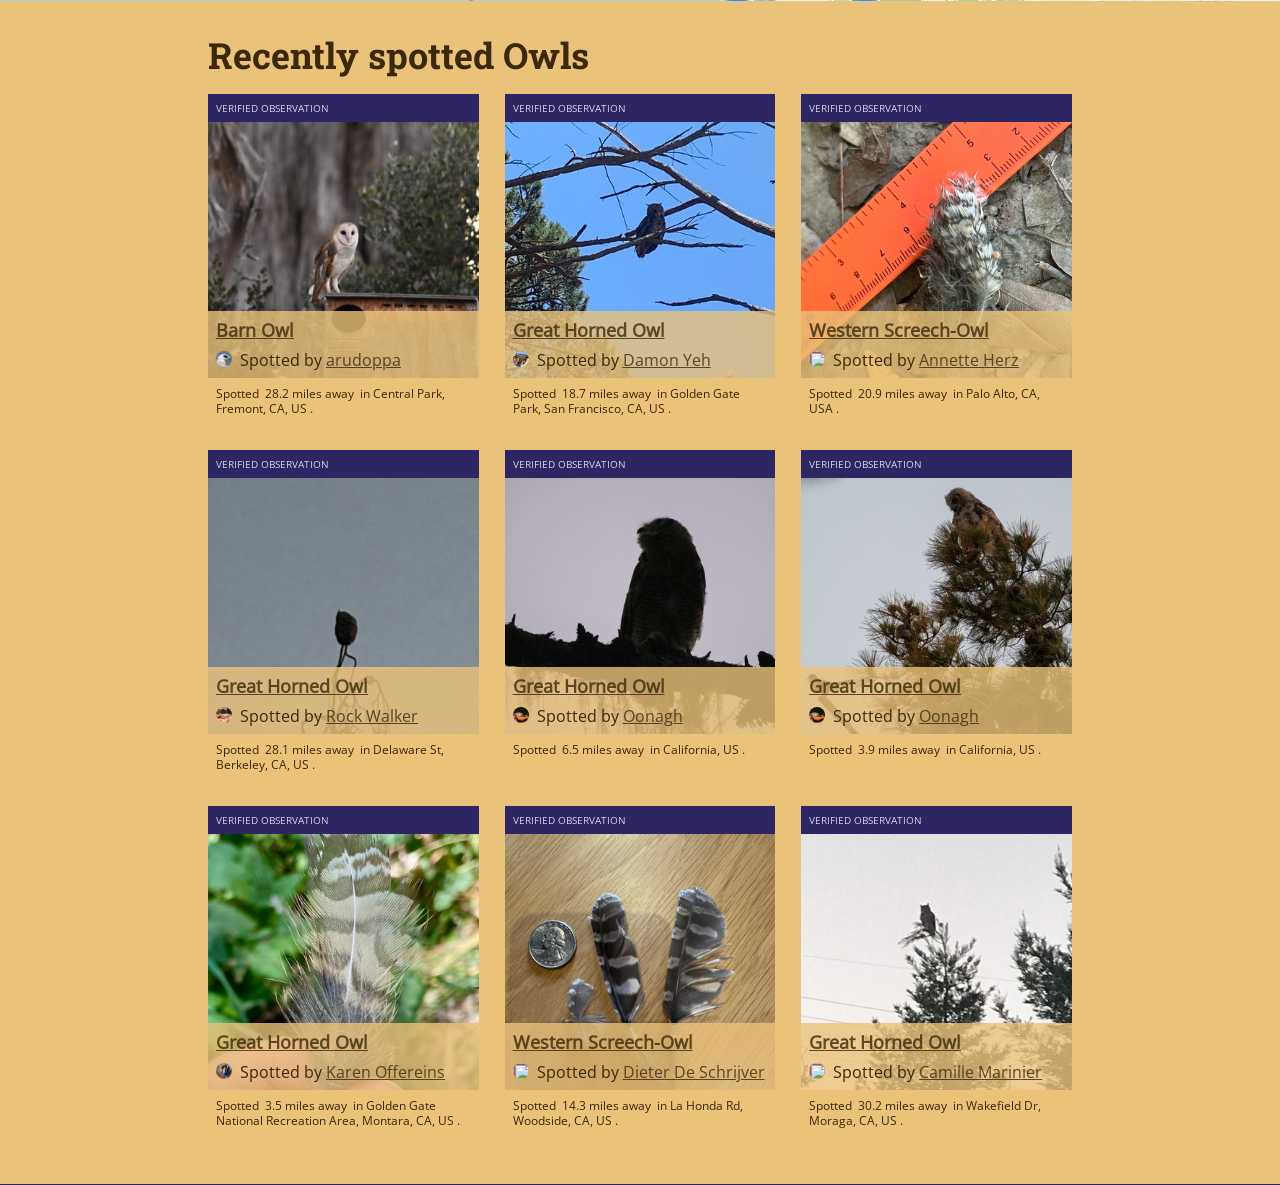 Recently spotted Owls
VERIFIED OBSERVATION
Barn Owl
Spotted by arudoppa
Spotted 28.2 miles away in Central Park,
Fremont, CA, US .
VERIFIED OBSERVATION
Great Horned Owl
Spotted by Damon Yeh
Spotted 18.7 miles away in Golden Gate
Park, San Francisco, CA, US .
VERIFIED OBSERVATION
Western Screech-Owl
Spotted by Annette Herz
Spotted 20.9 miles away in Palo Alto, CA,
USA .
VERIFIED OBSERVATION
Great Horned Owl
Spotted by Rock Walker
Spotted 28.1 miles away in Delaware St,
Berkeley, CA, US .
VERIFIED OBSERVATION
Great Horned Owl
Spotted by Oonagh
Spotted 6.5 miles away in California, US .
VERIFIED OBSERVATION
Great Horned Owl
Spotted by Oonagh
Spotted 3.9 miles away in California, US .
VERIFIED OBSERVATION
Great Horned Owl
Spotted by Karen Offereins
Spotted 3.5 miles away in Golden Gate
National Recreation Area, Montara, CA, US .
VERIFIED OBSERVATION
Western Screech-Owl
Spotted by Dieter De Schrijver
Spotted 14.3 miles away in La Honda Rd,
Woodside, CA, US .
VERIFIED OBSERVATION
Great Horned Owl
Spotted by Camille Marinier
Spotted 30.2 miles away in Wakefield Dr,
Moraga, CA, US .